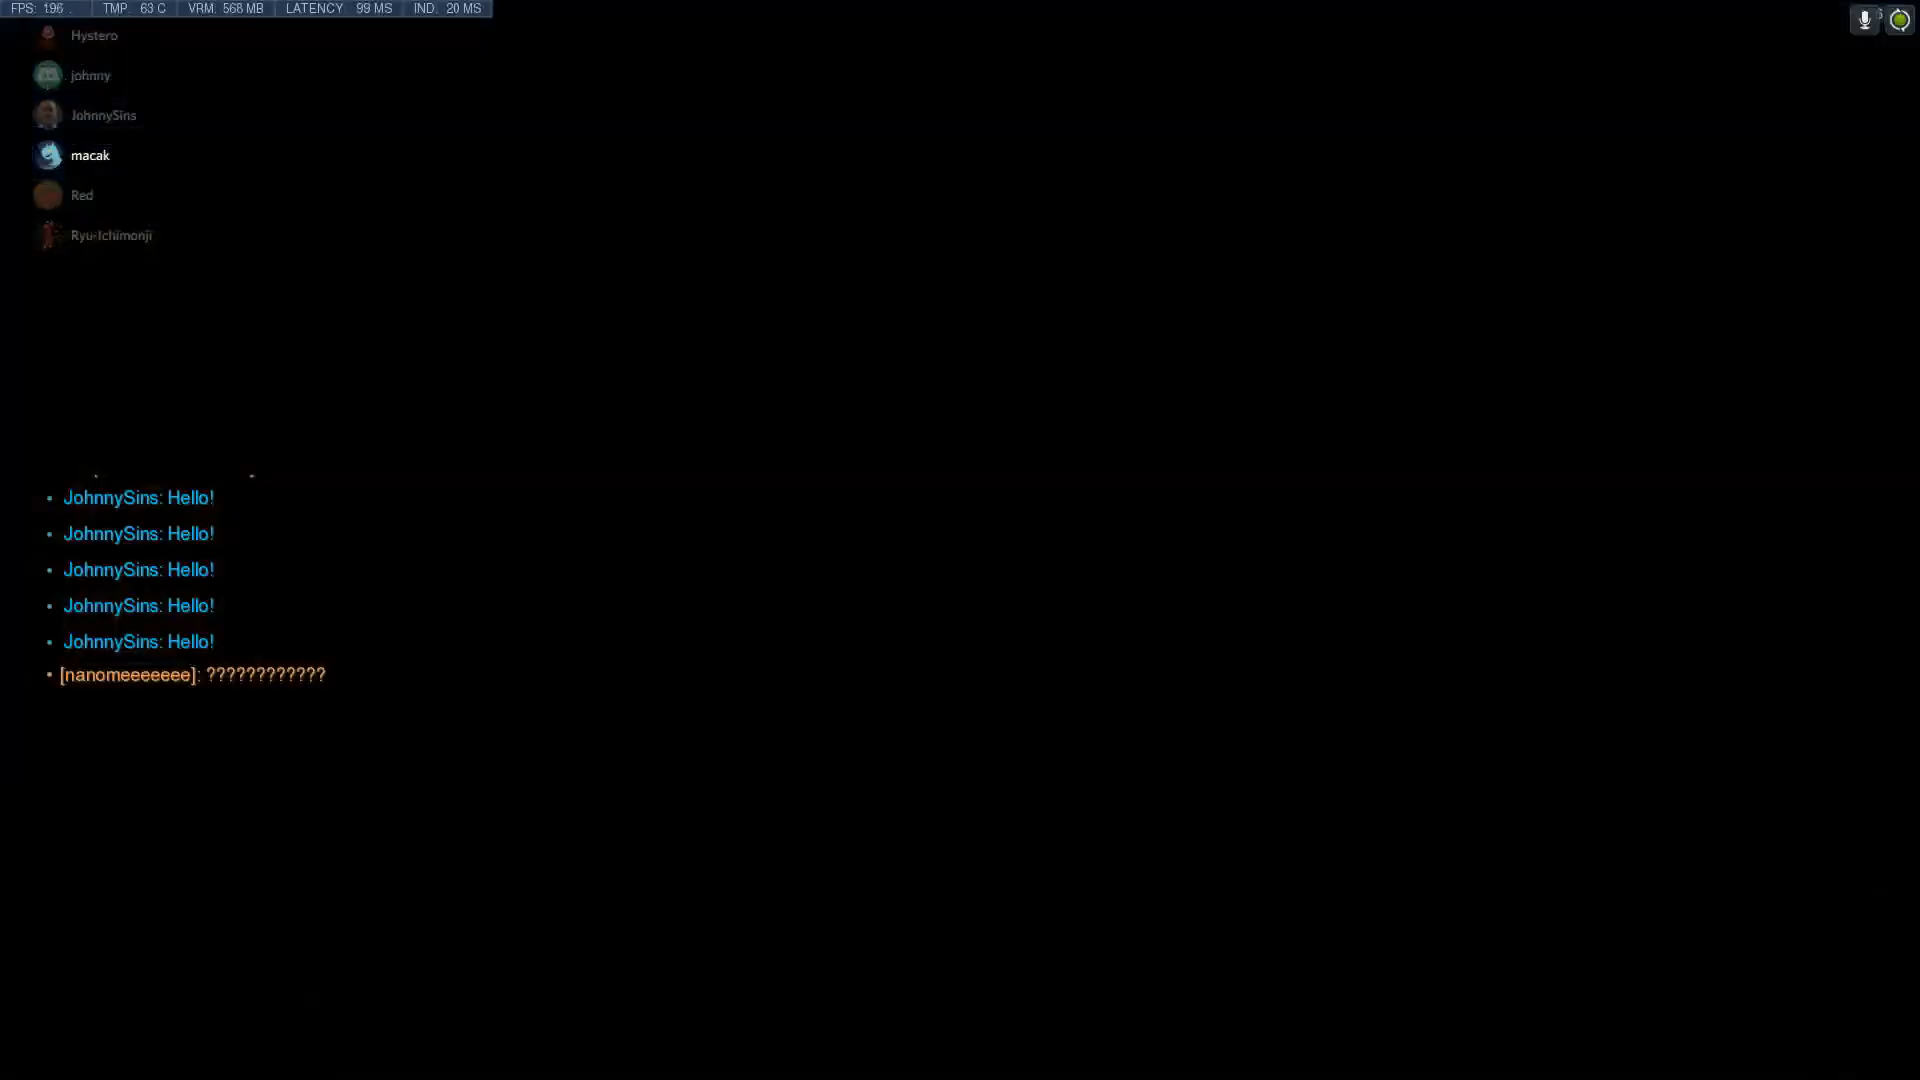 FPS: 196 TMP. 63 C VRM: 568 MB LATENCY 99 MS IND. 20 MS
Hystero
johnny
JohnnySins
macak
Red
Ryu-Ichimonji
• JohnnySins: Hello!
• JohnnySins: Hello!
• JohnnySins: Hello!
• JohnnySins: Hello!
• JohnnySins: Hello!
• [nanomeeeeeee]: ????????????